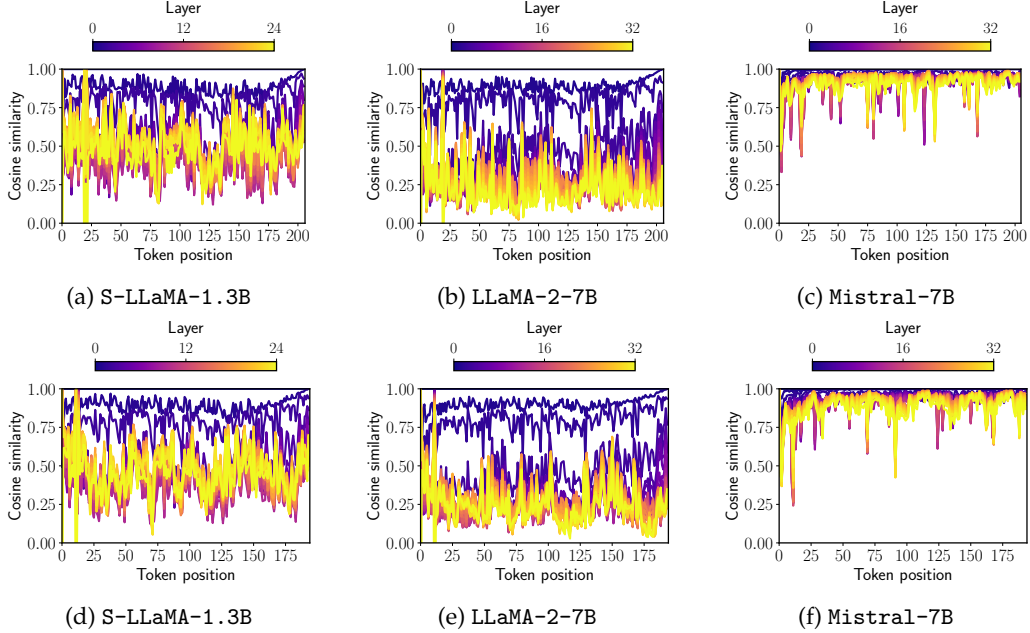 Layer Layer Layer
0 12 24 0 16 32 0 16 32
Cosine similarity Cosine similarity Cosine similarity
1.00 1.00 1.00
0.75 0.75 0.75
0.50 0.50 0.50
0.25 0.25 0.25
0.00 0.00 0.00
0 25 50 75 100 125 150 175 200 0 25 50 75 100 125 150 175 200 0 25 50 75 100 125 150 175 200
Token position Token position Token position
(a) S-LLaMA-1.3B (b) LLaMA-2-7B (c) Mistral-7B
Layer Layer Layer
0 12 24 0 16 32 0 16 32
Cosine similarity Cosine similarity Cosine similarity
1.00 1.00 1.00
0.75 0.75 0.75
0.50 0.50 0.50
0.25 0.25 0.25
0.00 0.00 0.00
0 25 50 75 100 125 150 175 0 25 50 75 100 125 150 175 0 25 50 75 100 125 150 175
Token position Token position Token position
(d) S-LLaMA-1.3B (e) LLaMA-2-7B (f) Mistral-7B